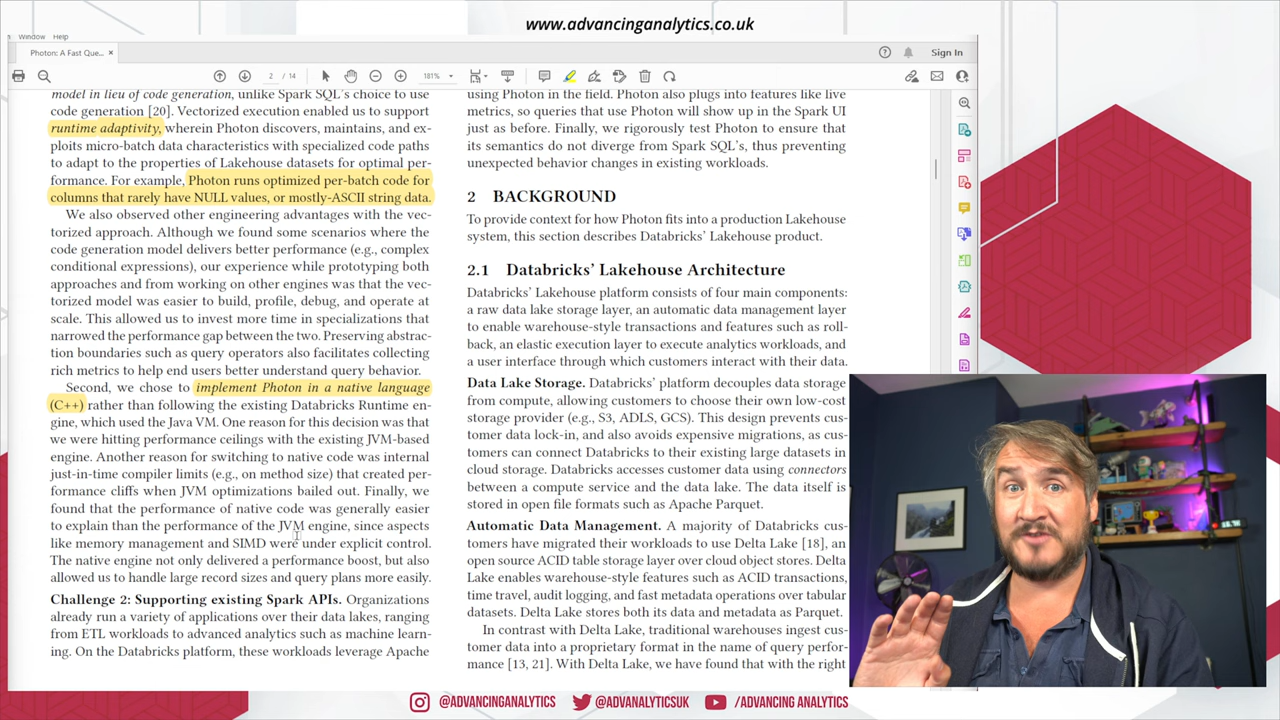 www.advancinganalytics.co.uk
Window Help
Photon: A Fast Que... ×
Sign In
2 / 14
181%
model in lieu of code generation, unlike Spark SQL's choice to use
code generation [20]. Vectorized execution enabled us to support
runtime adaptivity, wherein Photon discovers, maintains, and ex-
ploits micro-batch data characteristics with specialized code paths
to adapt to the properties of Lakehouse datasets for optimal per-
formance. For example, Photon runs optimized per-batch code for
columns that rarely have NULL values, or mostly-ASCII string data.
We also observed other engineering advantages with the vec-
torized approach. Although we found some scenarios where the
code generation model delivers better performance (e.g., complex
conditional expressions), our experience while prototyping both
approaches and from working on other engines was that the vec-
torized model was easier to build, profile, debug, and operate at
scale. This allowed us to invest more time in specializations that
narrowed the performance gap between the two. Preserving abstrac-
tion boundaries such as query operators also facilitates collecting
rich metrics to help end users better understand query behavior.
Second, we chose to implement Photon in a native language
(C++) rather than following the existing Databricks Runtime en-
gine, which used the Java VM. One reason for this decision was that
we were hitting performance ceilings with the existing JVM-based
engine. Another reason for switching to native code was internal
just-in-time compiler limits (e.g., on method size) that created per-
formance cliffs when JVM optimizations bailed out. Finally, we
found that the performance of native code was generally easier
to explain than the performance of the JVM engine, since aspects
like memory management and SIMD were under explicit control.
The native engine not only delivered a performance boost, but also
allowed us to handle large record sizes and query plans more easily.
Challenge 2: Supporting existing Spark APIs. Organizations
already run a variety of applications over their data lakes, ranging
from ETL workloads to advanced analytics such as machine learn-
ing. On the Databricks platform, these workloads leverage Apache
using Photon in the field. Photon also plugs into features like live
metrics, so queries that use Photon will show up in the Spark UI
just as before. Finally, we rigorously test Photon to ensure that
its semantics do not diverge from Spark SQL's, thus preventing
unexpected behavior changes in existing workloads.
2 BACKGROUND
To provide context for how Photon fits into a production Lakehouse
system, this section describes Databricks' Lakehouse product.
2.1 Databricks' Lakehouse Architecture
Databricks' Lakehouse platform consists of four main components:
a raw data lake storage layer, an automatic data management layer
to enable warehouse-style transactions and features such as roll-
back, an elastic execution layer to execute analytics workloads, and
a user interface through which customers interact with their data.
Data Lake Storage. Databricks' platform decouples data storage
from compute, allowing customers to choose their own low-cost
storage provider (e.g., S3, ADLS, GCS). This design prevents cus-
tomer data lock-in, and also avoids expensive migrations, as cus-
tomers can connect Databricks to their existing large datasets in
cloud storage. Databricks accesses customer data using connectors
between a compute service and the data lake. The data itself is
stored in open file formats such as Apache Parquet.
Automatic Data Management. A majority of Databricks cus-
tomers have migrated their workloads to use Delta Lake [18], an
open source ACID table storage layer over cloud object stores. Delta
Lake enables warehouse-style features such as ACID transactions,
time travel, audit logging, and fast metadata operations over tabular
datasets. Delta Lake stores both its data and metadata as Parquet.
In contrast with Delta Lake, traditional warehouses ingest cus-
tomer data into a proprietary format in the name of query perfor-
mance [13, 21]. With Delta Lake, we have found that with the right
@ADVANCINGANALYTICS
@ADVANALYTICSUK
/ADVANCING ANALYTICS